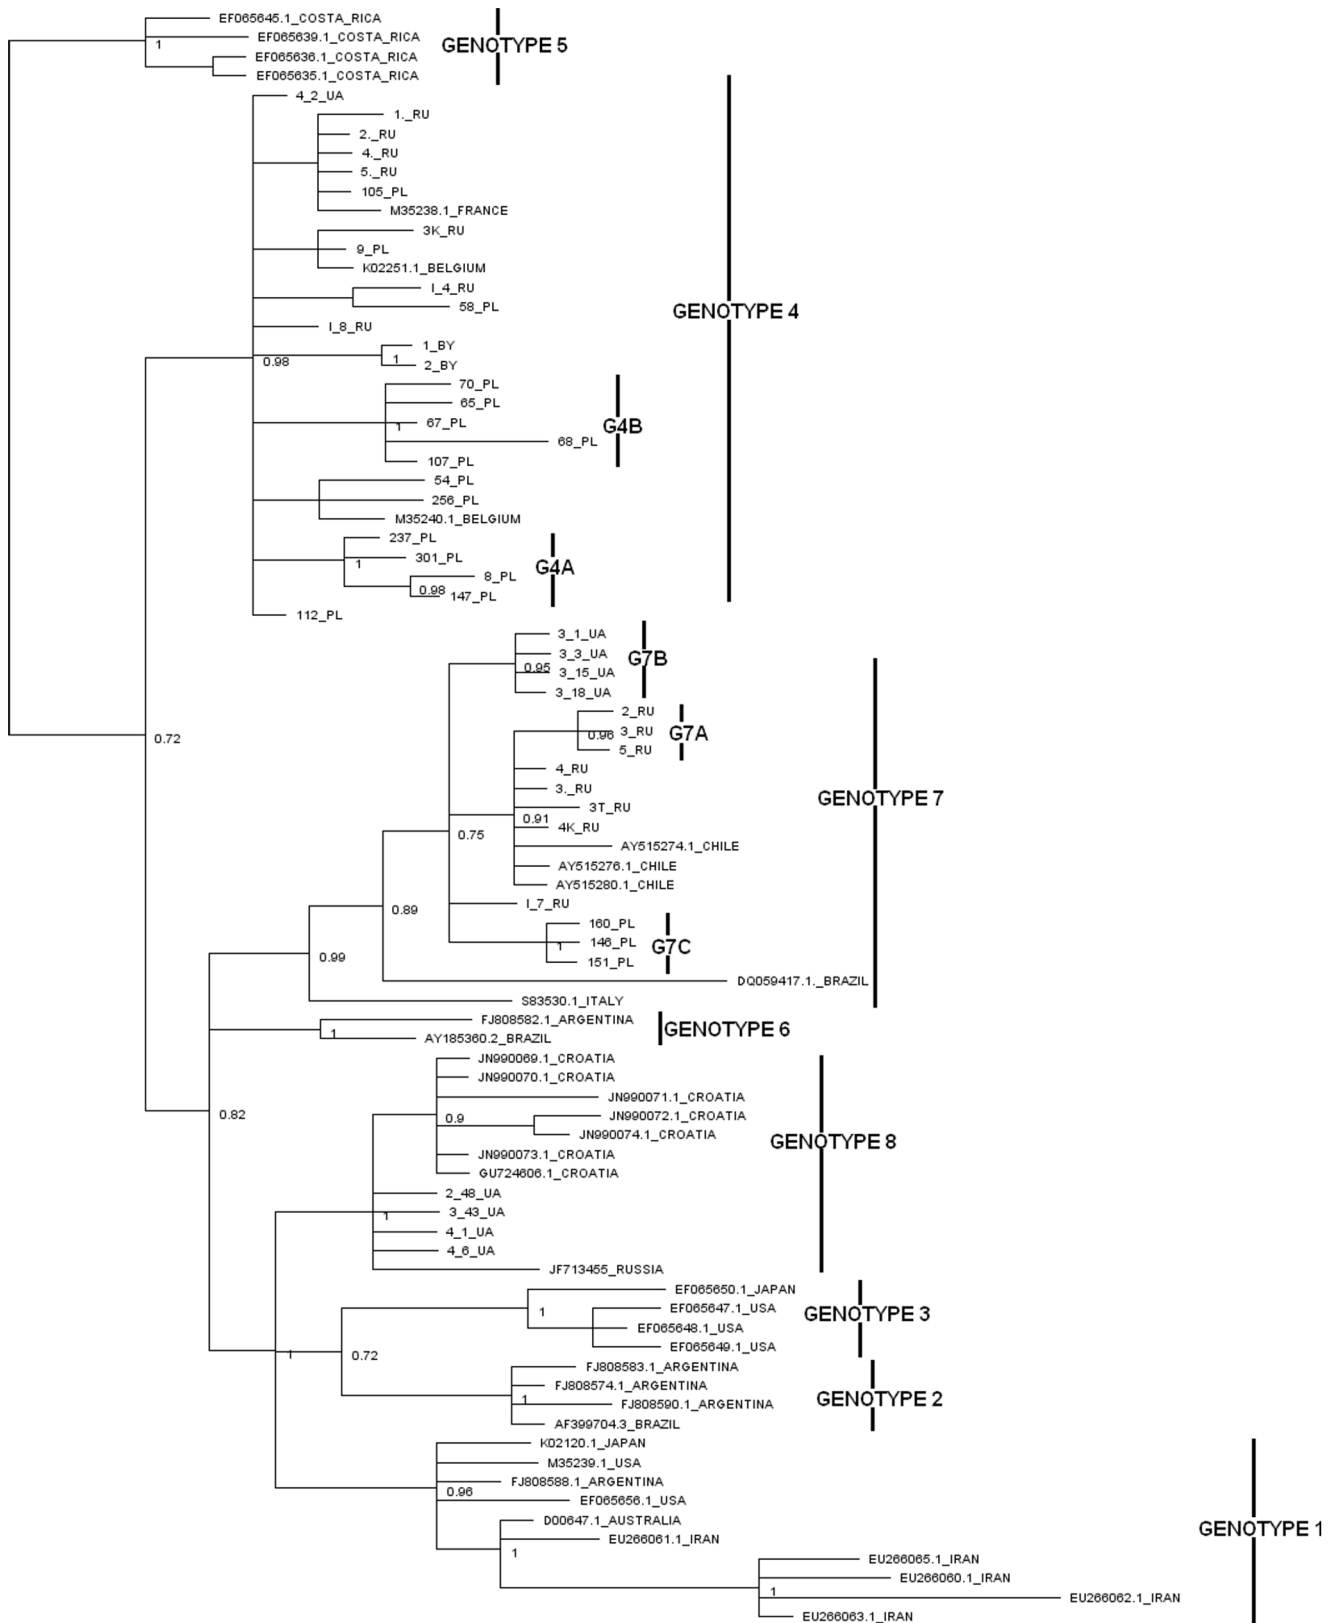 EF065645.1_COSTA_RICA
EF065639.1_COSTA_RICA
1
GENOTYPE 5
EF065636.1_COSTA_RICA
EF065635.1_COSTA_RICA
4_2_UA
1._RU
2._RU
4._RU
5._RU
105_PL
M35238.1_FRANCE
3K_RU
9_PL
K02251.1_BELGIUM
I_4_RU
58_PL
GENOTYPE 4
I_8_RU
1_BY
0.98
1
2_BY
70_PL
65_PL
67_PL
1
G4B
68_PL
107_PL
54_PL
256_PL
M35240.1_BELGIUM
237_PL
301_PL
1
G4A
8_PL
0.98
147_PL
112_PL
3_1_UA
3_3_UA
G7B
0.95
3_15_UA
3_18_UA
2_RU
0.96
3_RU
G7A
0.72
5_RU
4_RU
3._RU
GENOTYPE 7
3T_RU
0.91
4K_RU
0.75
AY515274.1_CHILE
AY515276.1_CHILE
AY515280.1_CHILE
I_7_RU
0.89
160_PL
146_PL
1
G7C
0.99
151_PL
DQ059417.1._BRAZIL
S83530.1_ITALY
FJ808582.1_ARGENTINA
1
GENOTYPE 6
AY185360.2_BRAZIL
JN990069.1_CROATIA
JN990070.1_CROATIA
JN990071.1_CROATIA
0.82
0.9
JN990072.1_CROATIA
JN990074.1_CROATIA
GENOTYPE 8
JN990073.1_CROATIA
GU724606.1_CROATIA
2_48_UA
1
3_43_UA
4_1_UA
4_6_UA
JF713455_RUSSIA
EF065650.1_JAPAN
1
EF065647.1_USA
GENOTYPE 3
EF065648.1_USA
EF065649.1_USA
1
0.72
FJ808583.1_ARGENTINA
FJ808574.1_ARGENTINA
1
GENOTYPE 2
FJ808590.1_ARGENTINA
AF399704.3_BRAZIL
K02120.1_JAPAN
M35239.1_USA
FJ808588.1_ARGENTINA
0.96
EF065656.1_USA
D00647.1_AUSTRALIA
GENOTYPE 1
EU266061.1_IRAN
1
EU266065.1_IRAN
EU266060.1_IRAN
1
EU266062.1_IRAN
EU266063.1_IRAN